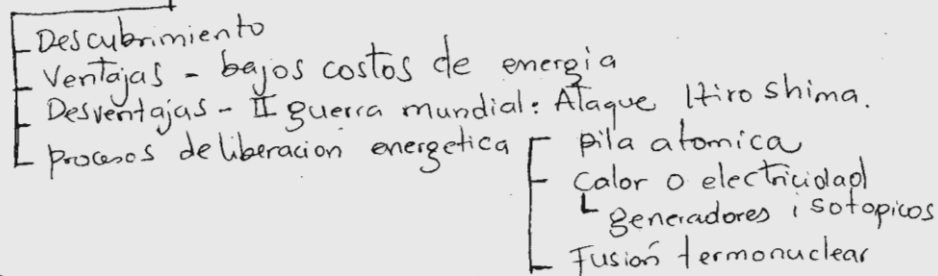 Descubrimiento
Ventajas - bajos costos de energia
Desventajas - II guerra mundial: Ataque Hiroshima.
procesos de liberacion energetica
pila atomica
calor o electricidad
generadores isotopicos
Fusión termonuclear